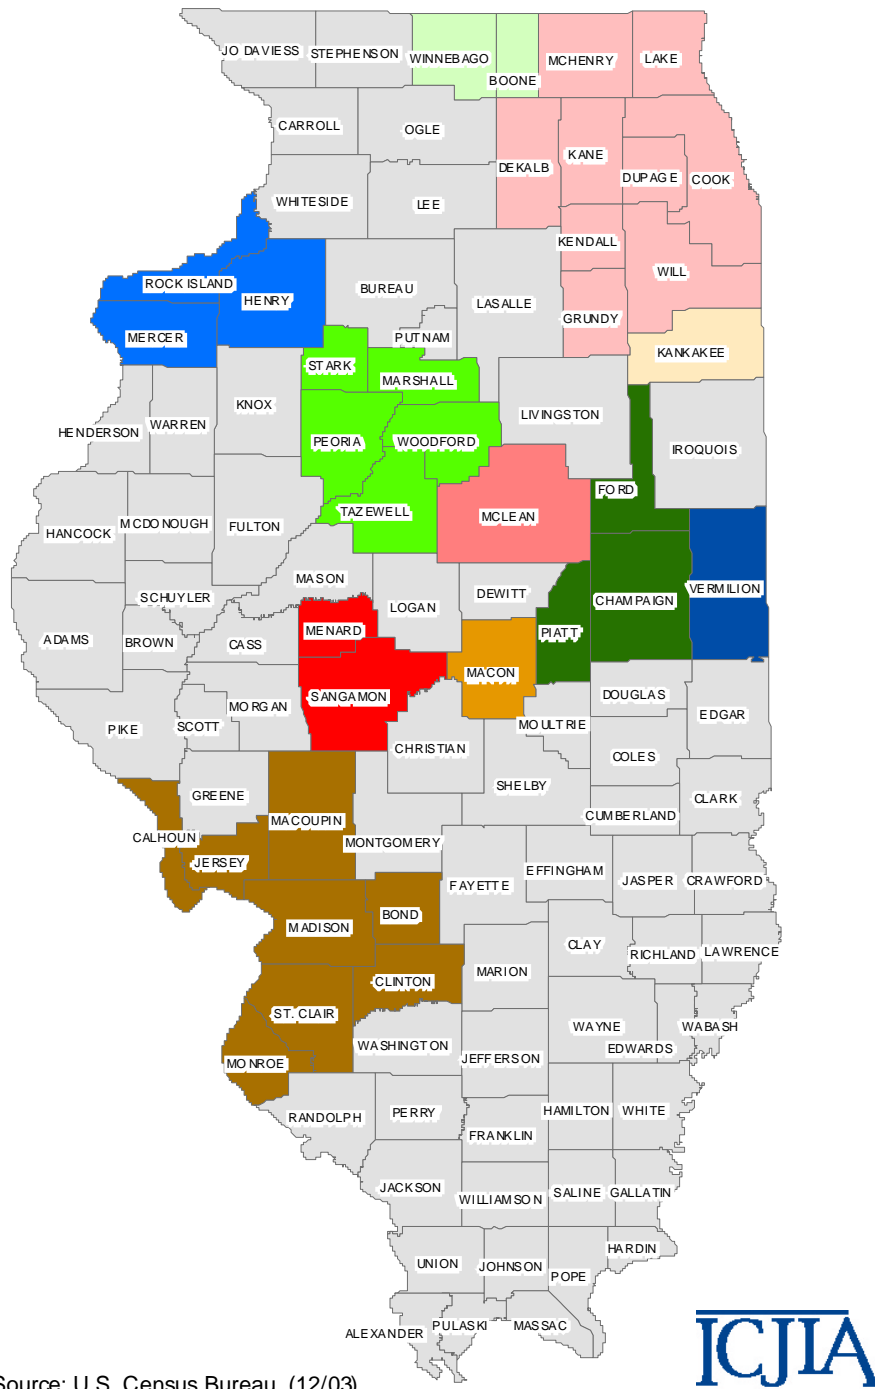 JO DAVIESS
STEPHENSON
WINNEBAGO
BOONE
MCHENRY
LAKE
CARROLL
OGLE
DEKALB
KANE
DUPAGE
COOK
WHITESIDE
LEE
KENDALL
WILL
ROCK ISLAND
HENRY
BUREAU
LASALLE
GRUNDY
MERCER
PUTNAM
KANKAKEE
STARK
MARSHALL
HENDERSON
WARREN
KNOX
PEORIA
WOODFORD
LIVINGSTON
IROQUOIS
FORD
HANCOCK
MCDONOUGH
FULTON
TAZEWELL
MCLEAN
MASON
LOGAN
DEWITT
CHAMPAIGN
VERMILION
SCHUYLER
ADAMS
BROWN
CASS
MENARD
PIATT
MACON
SANGAMON
PIKE
SCOTT
MORGAN
CHRISTIAN
MOULTRIE
DOUGLAS
EDGAR
COLES
GREENE
SHELBY
CUMBERLAND
CLARK
CALHOUN
MACOUPIN
MONTGOMERY
JERSEY
FAYETTE
EFFINGHAM
JASPER
CRAWFORD
MADISON
BOND
CLAY
RICHLAND
LAWRENCE
CLINTON
MARION
ST. CLAIR
WAYNE
EDWARDS
WABASH
MONROE
WASHINGTON
JEFFERSON
RANDOLPH
PERRY
HAMILTON
WHITE
FRANKLIN
JACKSON
WILLIAMSON
SALINE
GALLATIN
UNION
JOHNSON
POPE
HARDIN
ALEXANDER
PULASKI
MASSAC
ICJIA
Source: U.S. Census Bureau (12/03)